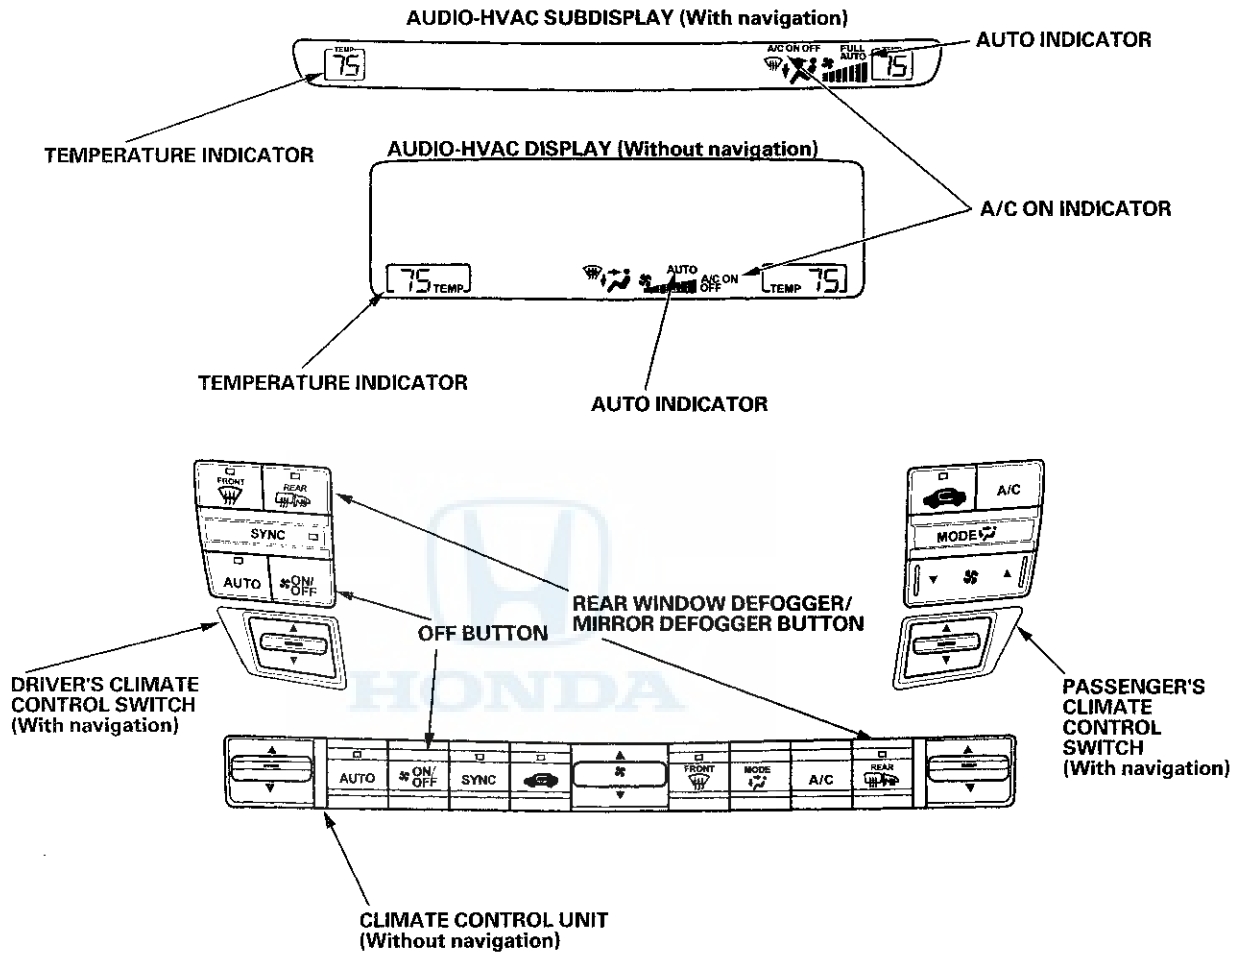 AUDIO-HVAC SUBDISPLAY (With navigation)
TEMP
75
A/C ON OFF
FULL
AUTO
75
AUTO INDICATOR
TEMPERATURE INDICATOR
AUDIO-HVAC DISPLAY (Without navigation)
A/C ON INDICATOR
75 TEMP
AUTO
A/C ON
OFF
TEMP 75
TEMPERATURE INDICATOR
AUTO INDICATOR
FRONT
REAR
SYNC
AUTO
ON/
OFF
A/C
MODE
REAR WINDOW DEFOGGER/
MIRROR DEFOGGER BUTTON
OFF BUTTON
HONDA
DRIVER'S CLIMATE
CONTROL SWITCH
(With navigation)
PASSENGER'S
CLIMATE
CONTROL
SWITCH
(With navigation)
AUTO
ON/
OFF
SYNC
FRONT
MODE
A/C
REAR
CLIMATE CONTROL UNIT
(Without navigation)